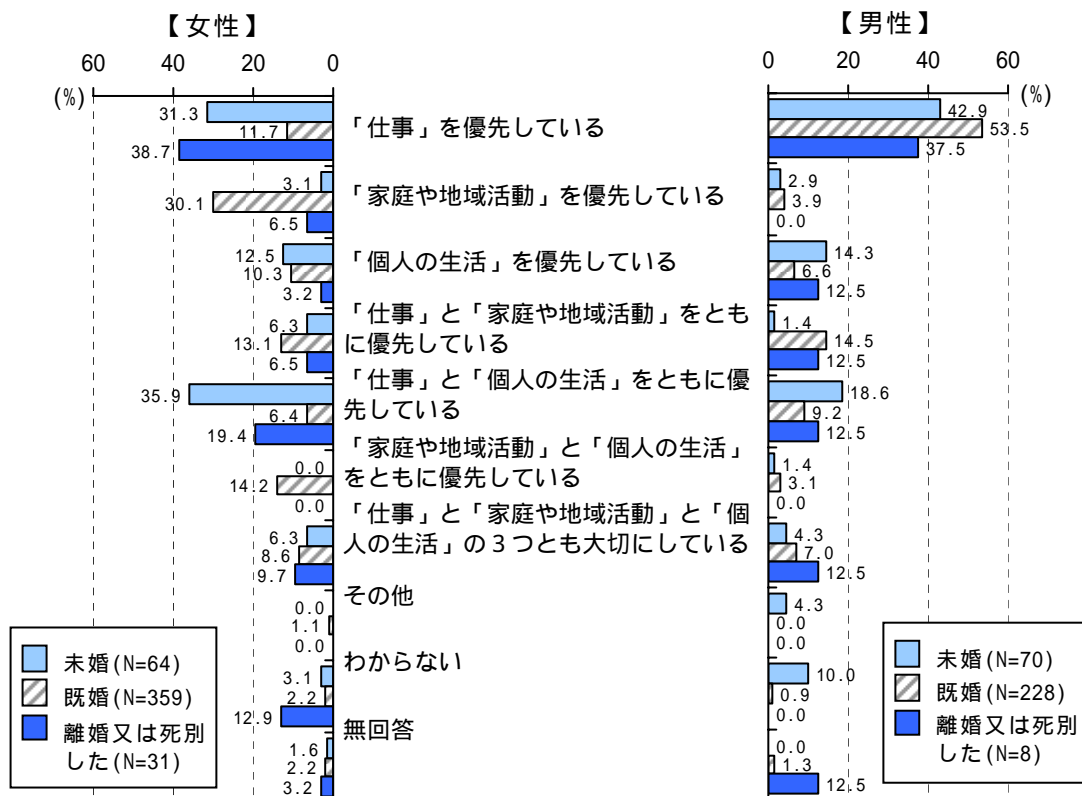 【女性】
【男性】
60 40 20 0
0 20 40 60
(%)
(%)
「仕事」を優先している
31.3
11.7
38.7
42.9
53.5
37.5
「家庭や地域活動」を優先している
3.1
30.1
6.5
2.9
3.9
0.0
「個人の生活」を優先している
12.5
10.3
3.2
14.3
6.6
12.5
「仕事」と「家庭や地域活動」をとも
に優先している
6.3
13.1
6.5
1.4
14.5
12.5
「仕事」と「個人の生活」をともに優
先している
35.9
6.4
19.4
18.6
9.2
12.5
「家庭や地域活動」と「個人の生活」
をともに優先している
0.0
14.2
0.0
1.4
3.1
0.0
「仕事」と「家庭や地域活動」と「個
人の生活」の３つとも大切にしている
6.3
8.6
9.7
4.3
7.0
12.5
その他
0.0
1.1
0.0
4.3
0.0
0.0
わからない
3.1
2.2
12.9
10.0
0.9
0.0
無回答
1.6
2.2
3.2
0.0
1.3
12.5
未婚(N=64)
既婚(N=359)
離婚又は死別
した(N=31)
未婚(N=70)
既婚(N=228)
離婚又は死別
した(N=8)